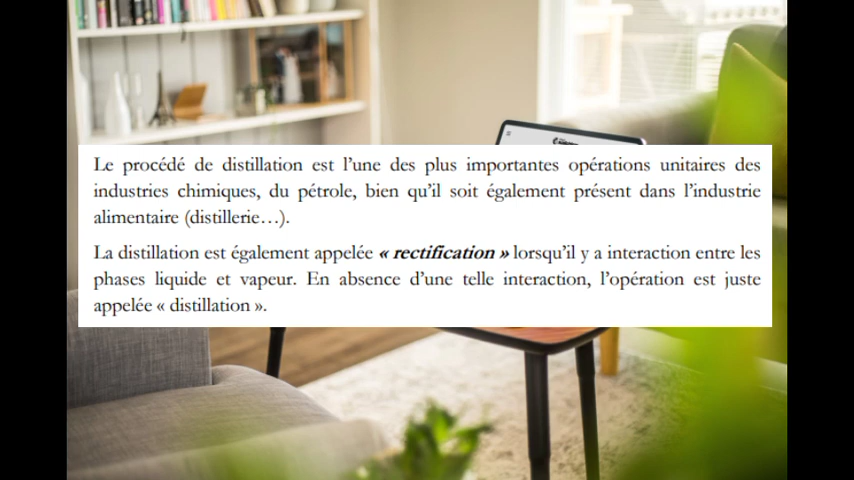 Le procédé de distillation est l'une des plus importantes opérations unitaires des
industries chimiques, du pétrole, bien qu'il soit également présent dans l'industrie
alimentaire (distillerie…).
La distillation est également appelée « rectification » lorsqu'il y a interaction entre les
phases liquide et vapeur. En absence d'une telle interaction, l'opération est juste
appelée « distillation ».